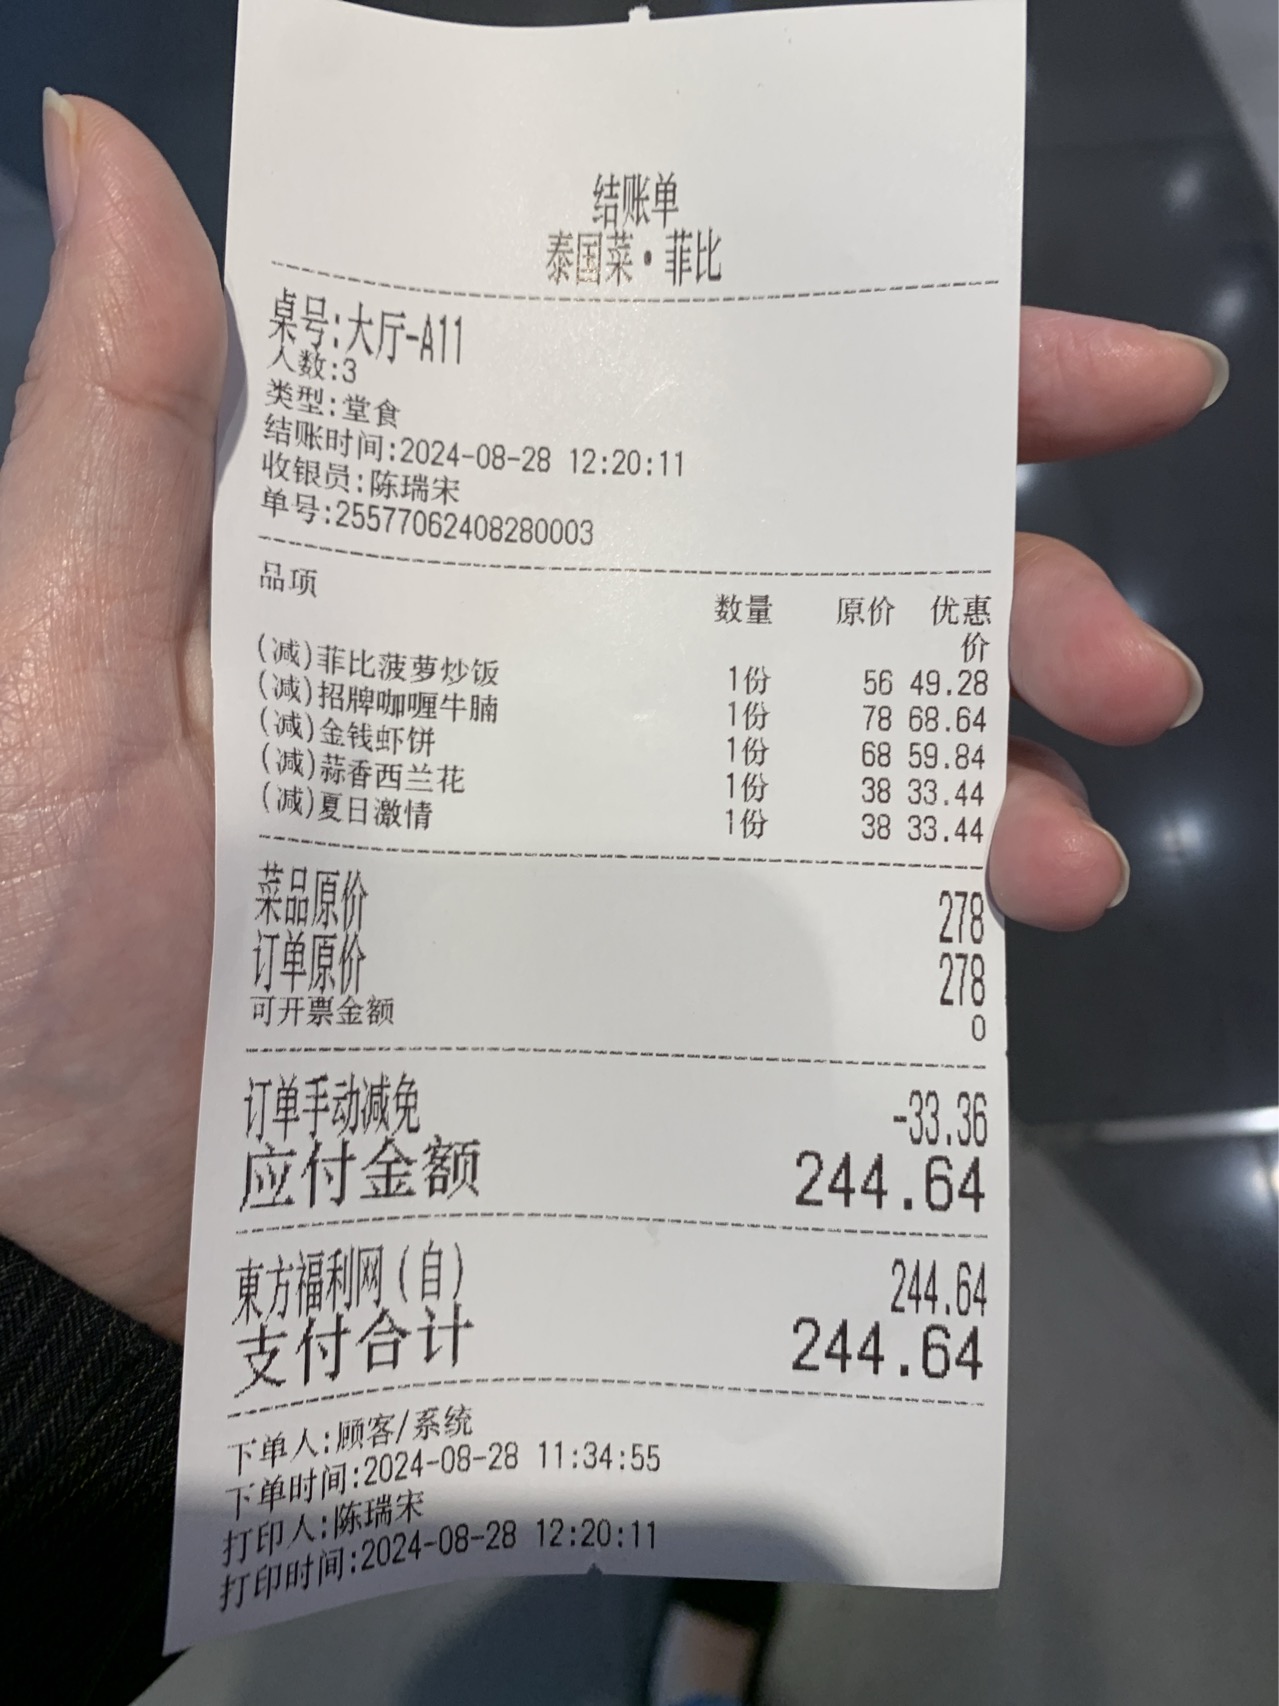 结账单
泰国菜·菲比
桌号:大厅-A11
人数:3
类型:堂食
结账时间:2024-08-28 12:20:11
收银员:陈瑞宋
单号:25577062408280003
品项 数量 原价 优惠价
(减)菲比菠萝炒饭 1份 56 49.28
(减)招牌咖喱牛腩 1份 78 68.64
(减)金钱虾饼 1份 68 59.84
(减)蒜香西兰花 1份 38 33.44
(减)夏日激情 1份 38 33.44
菜品原价 278
订单原价 278
可开票金额 0
订单手动减免 -33.36
应付金额 244.64
東方福利网(自) 244.64
支付合计 244.64
下单人:顾客/系统
下单时间:2024-08-28 11:34:55
打印人:陈瑞宋
打印时间:2024-08-28 12:20:11